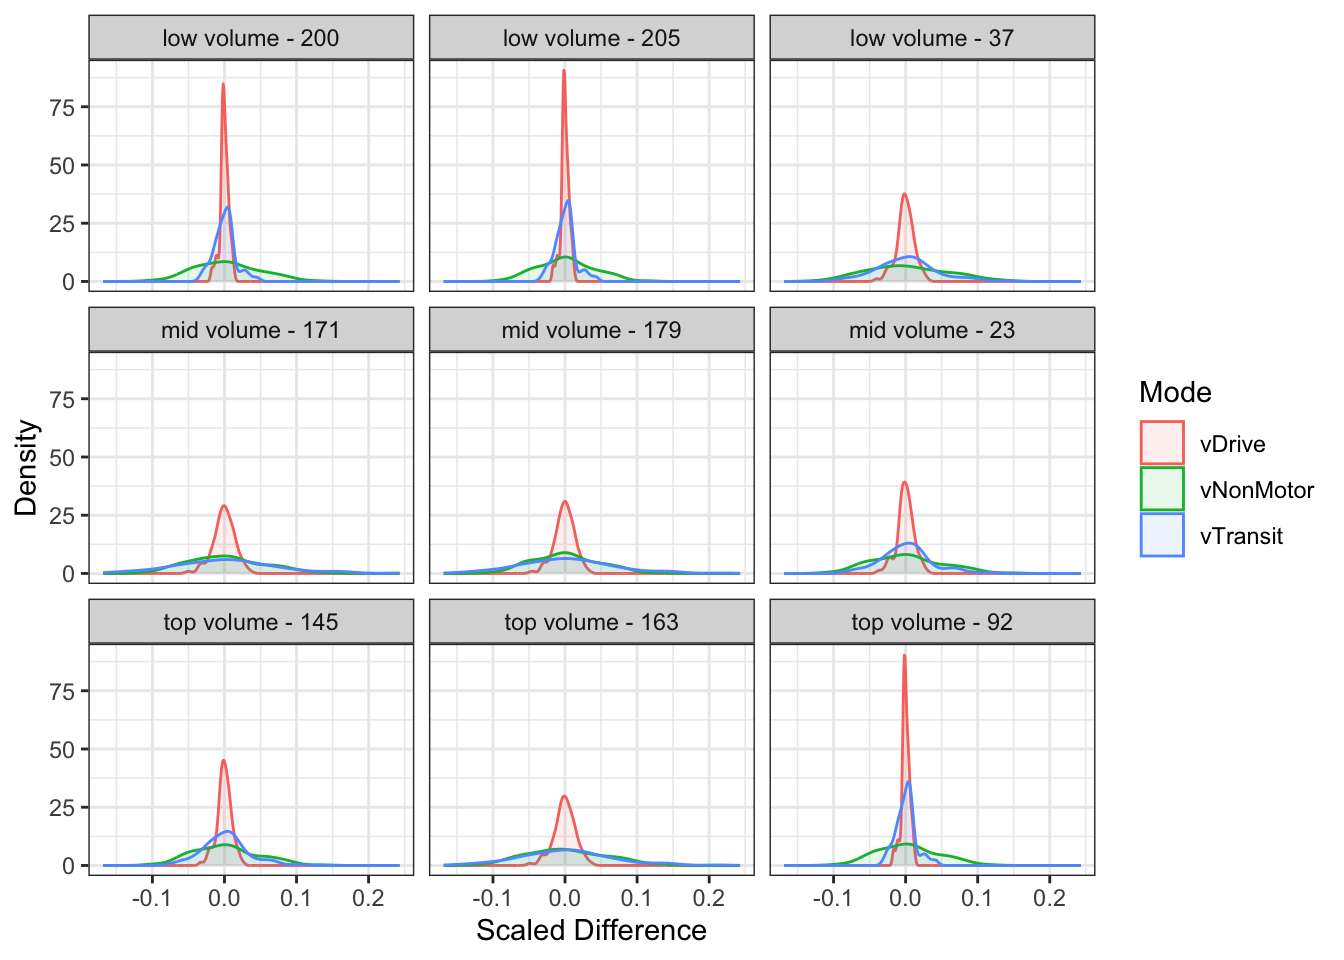 low volume - 200
low volume - 205
low volume - 37
75
50
25
0
mid volume - 171
mid volume - 179
mid volume - 23
75
50
25
0
top volume - 145
top volume - 163
top volume - 92
75
50
25
0
-0.1 0.0 0.1 0.2
-0.1 0.0 0.1 0.2
-0.1 0.0 0.1 0.2
Scaled Difference
Density
Mode
vDrive
vNonMotor
vTransit